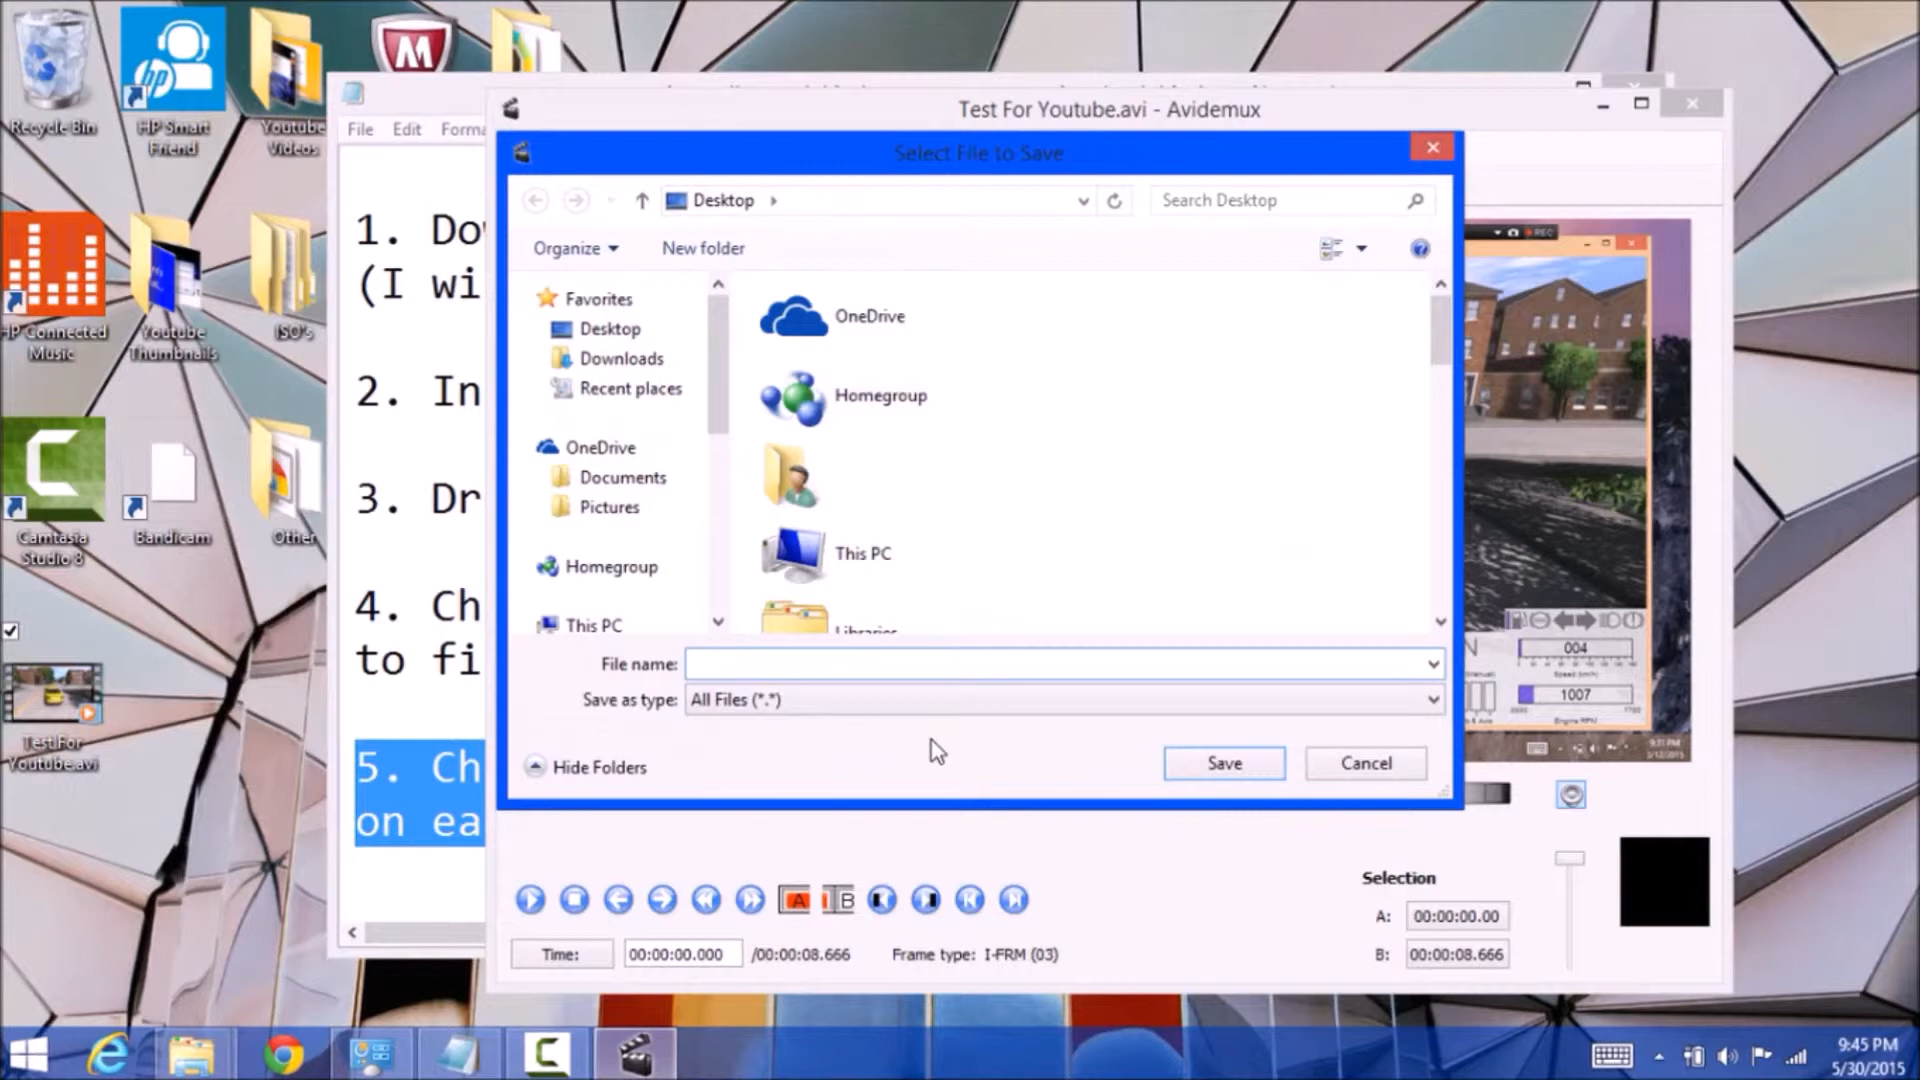 Recycle Bin
HP Smart
Friend
Youtube
Videos
HP Connected
Music
Youtube
Thumbnails
ISO's
Camtasia
Studio 8
Bandicam
Other
Test For
Youtube.avi
File Edit Forma
1. Dow
(I wi
2. In
3. Dr
4. Ch
to fi
5. Ch
on ea
Test For Youtube.avi - Avidemux
Select File to Save
Desktop
Search Desktop
Organize
New folder
Favorites
Desktop
Downloads
Recent places
OneDrive
Documents
Pictures
Homegroup
This PC
OneDrive
Homegroup
This PC
Libraries
File name:
Save as type: All Files (*.*)
Hide Folders
Save
Cancel
REC
004
Speed (km/h)
1007
Engine RPM
A
B
Time: 00:00:00.000 /00:00:08.666 Frame type: I-FRM (03)
Selection
A: 00:00:00.00
B: 00:00:08.666
9:45 PM
5/30/2015